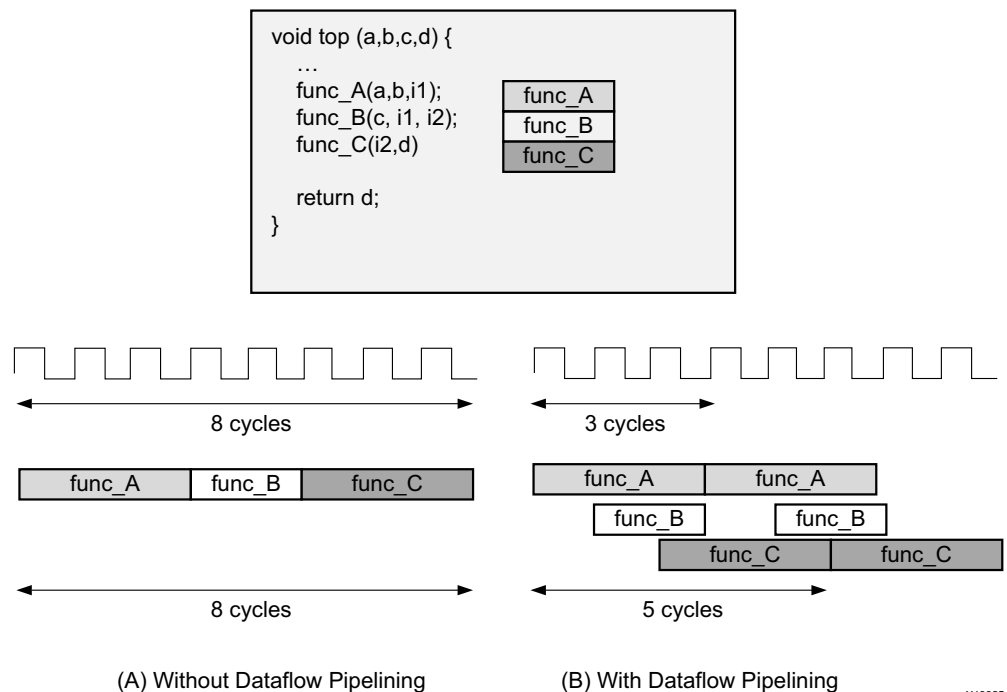 void top (a,b,c,d) {
…
func_A(a,b,i1);
func_B(c, i1, i2);
func_C(i2,d)
return d;
}
func_A
func_B
func_C
8 cycles
func_A func_B func_C
8 cycles
(A) Without Dataflow Pipelining
3 cycles
func_A func_A
func_B func_B
func_C func_C
5 cycles
(B) With Dataflow Pipelining